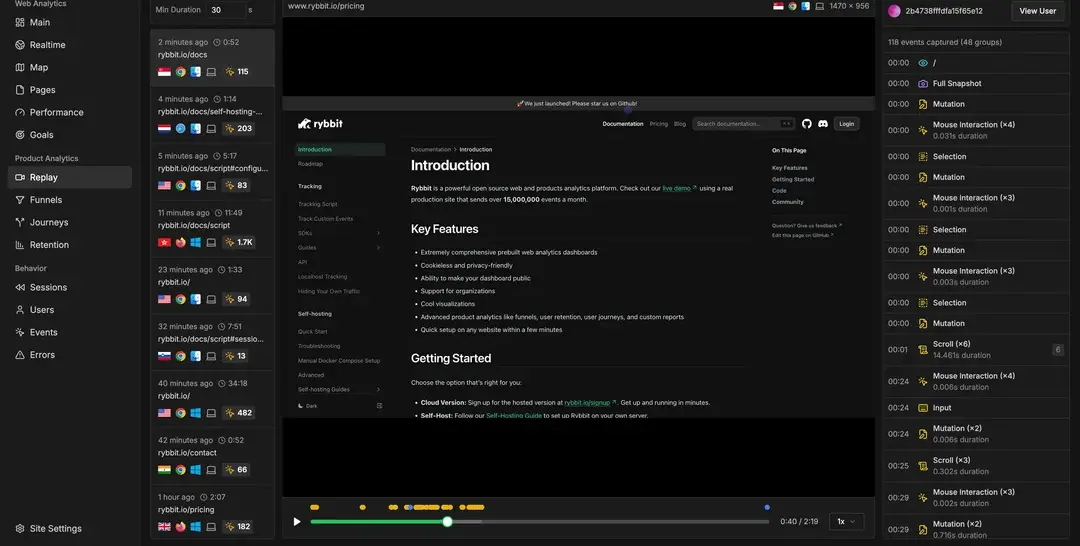 Web Analytics
Main
Realtime
Map
Pages
Performance
Goals
Product Analytics
Replay
Funnels
Journeys
Retention
Behavior
Sessions
Users
Events
Errors
Site Settings
Min Duration 30 s
2 minutes ago 0:52
rybbit.io/docs
115
4 minutes ago 1:14
rybbit.io/docs/self-hosting-...
203
5 minutes ago 5:17
rybbit.io/docs/script#configu...
83
11 minutes ago 11:49
rybbit.io/docs/script
1.7K
23 minutes ago 1:33
rybbit.io/
94
32 minutes ago 7:51
rybbit.io/docs/script#sessio...
13
40 minutes ago 34:18
rybbit.io/
482
42 minutes ago 0:52
rybbit.io/contact
66
1 hour ago 2:07
rybbit.io/pricing
182
www.rybbit.io/pricing 1470 × 956
🚀We just launched! Please star us on Github!
rybbit Documentation Pricing Blog Search documentation... Login
Introduction
Roadmap
Tracking
Tracking Script
Track Custom Events
SDKs
Guides
API
Localhost Tracking
Hiding Your Own Traffic
Self-hosting
Quick Start
Troubleshooting
Manual Docker Compose Setup
Advanced
Self-hosting Guides
Dark
Documentation > Introduction
Introduction
Rybbit is a powerful open source web and products analytics platform. Check out our live demo ↗ using a real
production site that sends over 15,000,000 events a month.
Key Features
• Extremely comprehensive prebuilt web analytics dashboards
• Cookieless and privacy-friendly
• Ability to make your dashboard public
• Support for organizations
• Cool visualizations
• Advanced product analytics like funnels, user retention, user journeys, and custom reports
• Quick setup on any website within a few minutes
Getting Started
Choose the option that's right for you:
• Cloud Version: Sign up for the hosted version at rybbit.io/signup ↗. Get up and running in minutes.
• Self-Host: Follow our Self-Hosting Guide to set up Rybbit on your own server.
On This Page
Key Features
Getting Started
Code
Community
Question? Give us feedback ↗
Edit this page on GitHub ↗
0:40 / 2:19 1x
2b4738fffdfa15f65e12 View User
118 events captured (48 groups)
00:00 /
00:00 Full Snapshot
00:00 Mutation
00:00 Mouse Interaction (×4)
0.031s duration
00:00 Selection
00:00 Mutation
00:00 Mouse Interaction (×3)
0.001s duration
00:00 Selection
00:00 Mutation
00:00 Mouse Interaction (×3)
0.003s duration
00:00 Selection
00:00 Mutation
00:01 Scroll (×6) 6
14.461s duration
00:24 Mouse Interaction (×4)
0.006s duration
00:24 Input
00:24 Mutation (×2)
0.006s duration
00:25 Scroll (×3)
0.302s duration
00:29 Mouse Interaction (×3)
0.002s duration
00:29 Mutation (×2)
0.716s duration